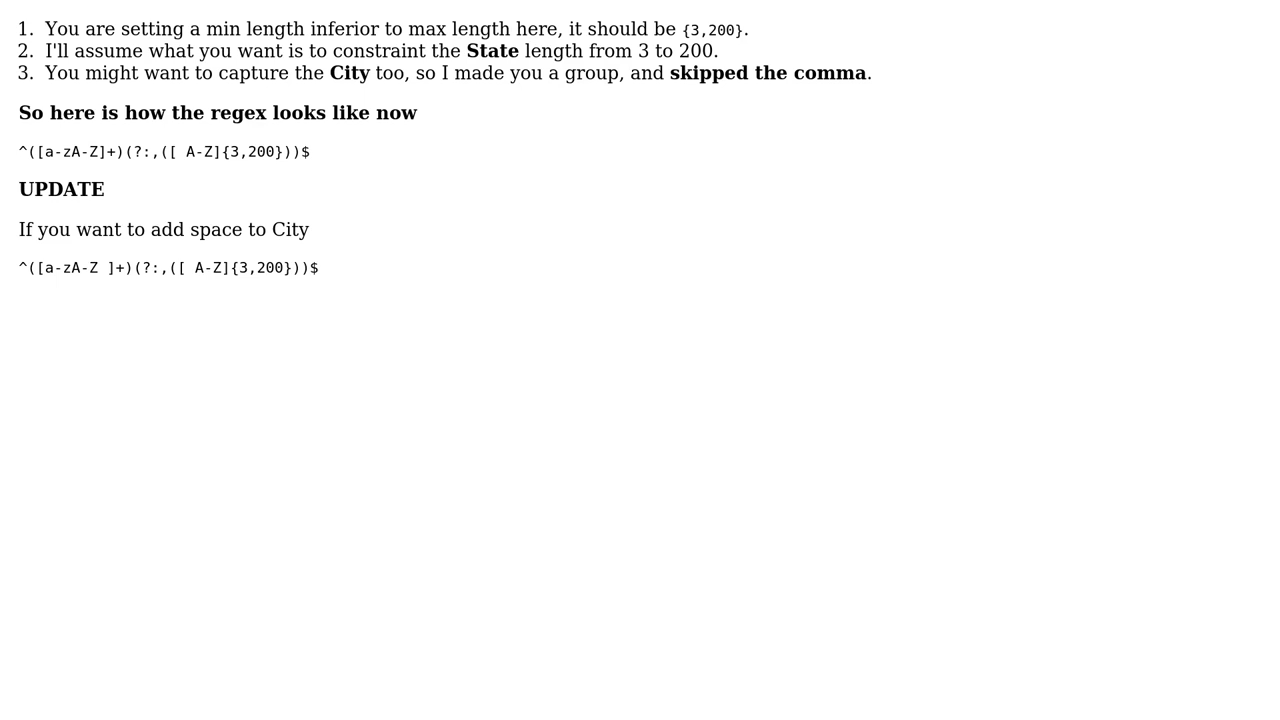 1. You are setting a min length inferior to max length here, it should be {3,200}.
2. I'll assume what you want is to constraint the State length from 3 to 200.
3. You might want to capture the City too, so I made you a group, and skipped the comma.
So here is how the regex looks like now
^([a-zA-Z]+)(?:,([ A-Z]{3,200}))$
UPDATE
If you want to add space to City
^([a-zA-Z ]+)(?:,([ A-Z]{3,200}))$